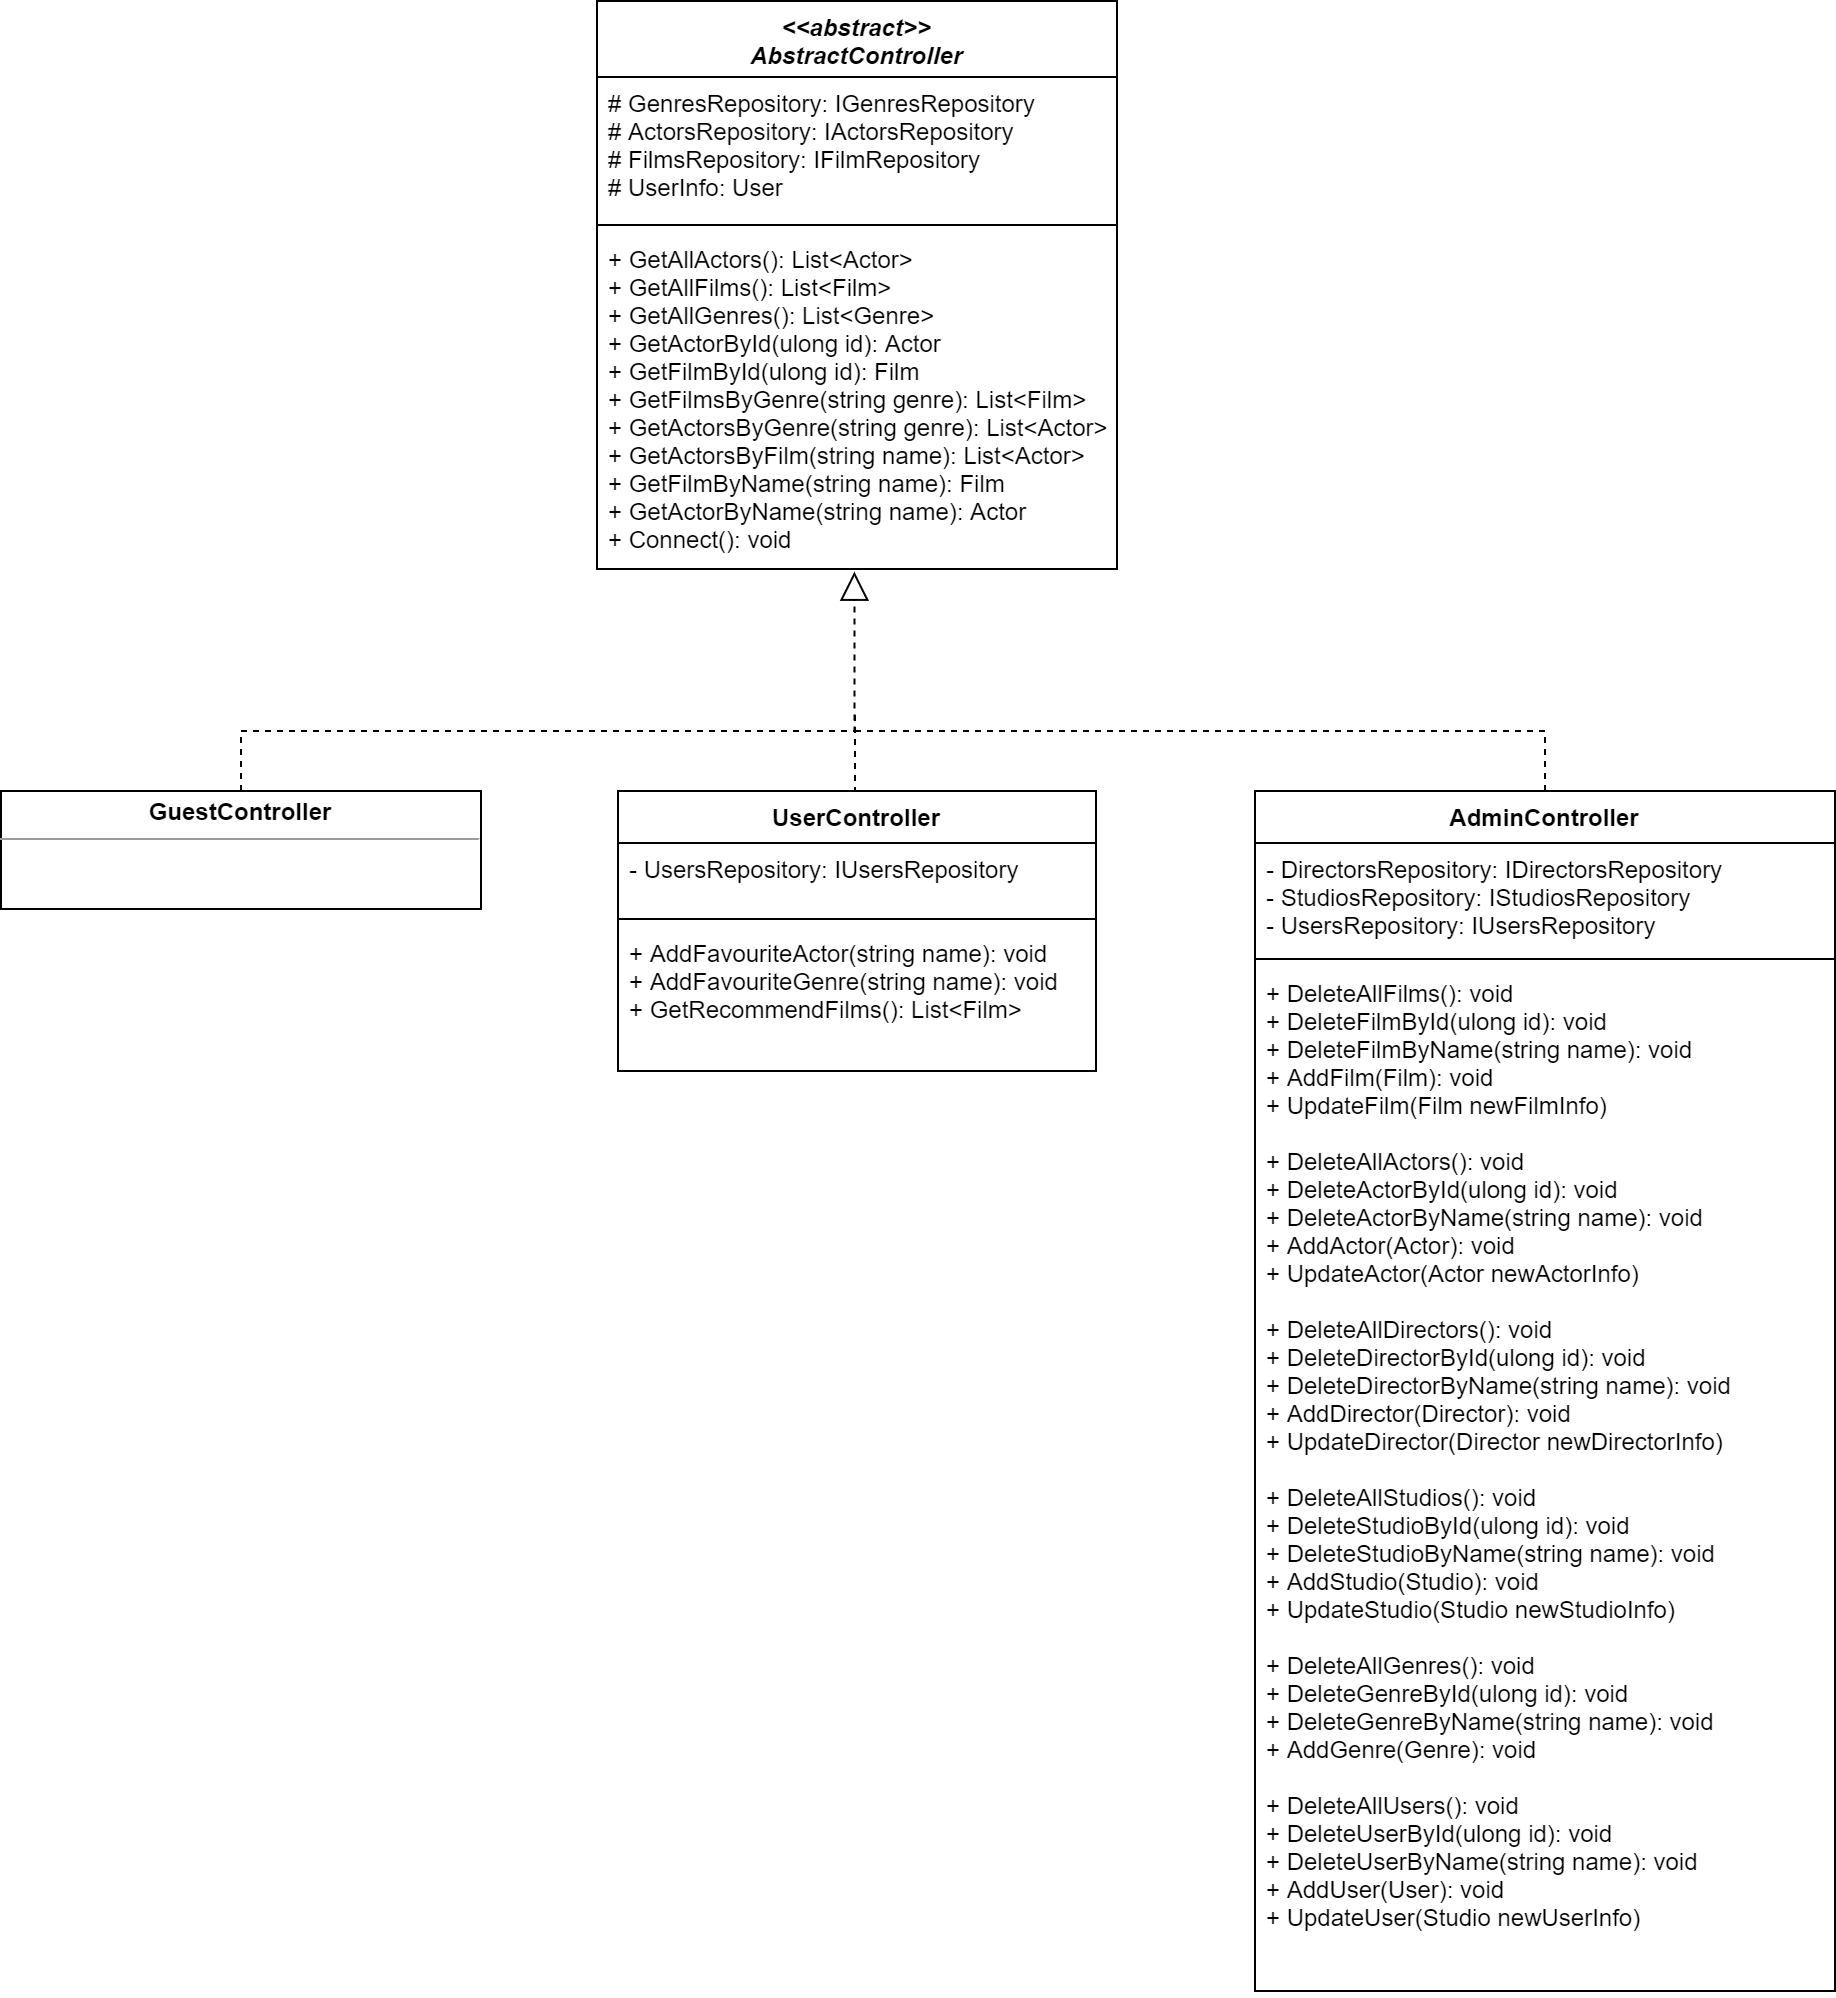 <<abstract>>
AbstractController
# GenresRepository: IGenresRepository
# ActorsRepository: IActorsRepository
# FilmsRepository: IFilmRepository
# UserInfo: User
+ GetAllActors(): List<Actor>
+ GetAllFilms(): List<Film>
+ GetAllGenres(): List<Genre>
+ GetActorById(ulong id): Actor
+ GetFilmById(ulong id): Film
+ GetFilmsByGenre(string genre): List<Film>
+ GetActorsByGenre(string genre): List<Actor>
+ GetActorsByFilm(string name): List<Actor>
+ GetFilmByName(string name): Film
+ GetActorByName(string name): Actor
+ Connect(): void
GuestController
UserController
- UsersRepository: IUsersRepository
+ AddFavouriteActor(string name): void
+ AddFavouriteGenre(string name): void
+ GetRecommendFilms(): List<Film>
AdminController
- DirectorsRepository: IDirectorsRepository
- StudiosRepository: IStudiosRepository
- UsersRepository: IUsersRepository
+ DeleteAllFilms(): void
+ DeleteFilmById(ulong id): void
+ DeleteFilmByName(string name): void
+ AddFilm(Film): void
+ UpdateFilm(Film newFilmInfo)
+ DeleteAllActors(): void
+ DeleteActorById(ulong id): void
+ DeleteActorByName(string name): void
+ AddActor(Actor): void
+ UpdateActor(Actor newActorInfo)
+ DeleteAllDirectors(): void
+ DeleteDirectorById(ulong id): void
+ DeleteDirectorByName(string name): void
+ AddDirector(Director): void
+ UpdateDirector(Director newDirectorInfo)
+ DeleteAllStudios(): void
+ DeleteStudioById(ulong id): void
+ DeleteStudioByName(string name): void
+ AddStudio(Studio): void
+ UpdateStudio(Studio newStudioInfo)
+ DeleteAllGenres(): void
+ DeleteGenreById(ulong id): void
+ DeleteGenreByName(string name): void
+ AddGenre(Genre): void
+ DeleteAllUsers(): void
+ DeleteUserById(ulong id): void
+ DeleteUserByName(string name): void
+ AddUser(User): void
+ UpdateUser(Studio newUserInfo)